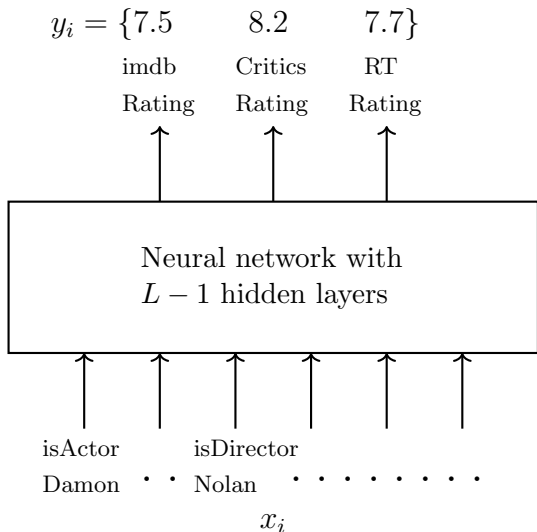 y_i = {7.5 8.2 7.7}
imdb Critics RT
Rating Rating Rating
Neural network with
L − 1 hidden layers
isActor isDirector
Damon . . Nolan . . . . . . . .
x_i